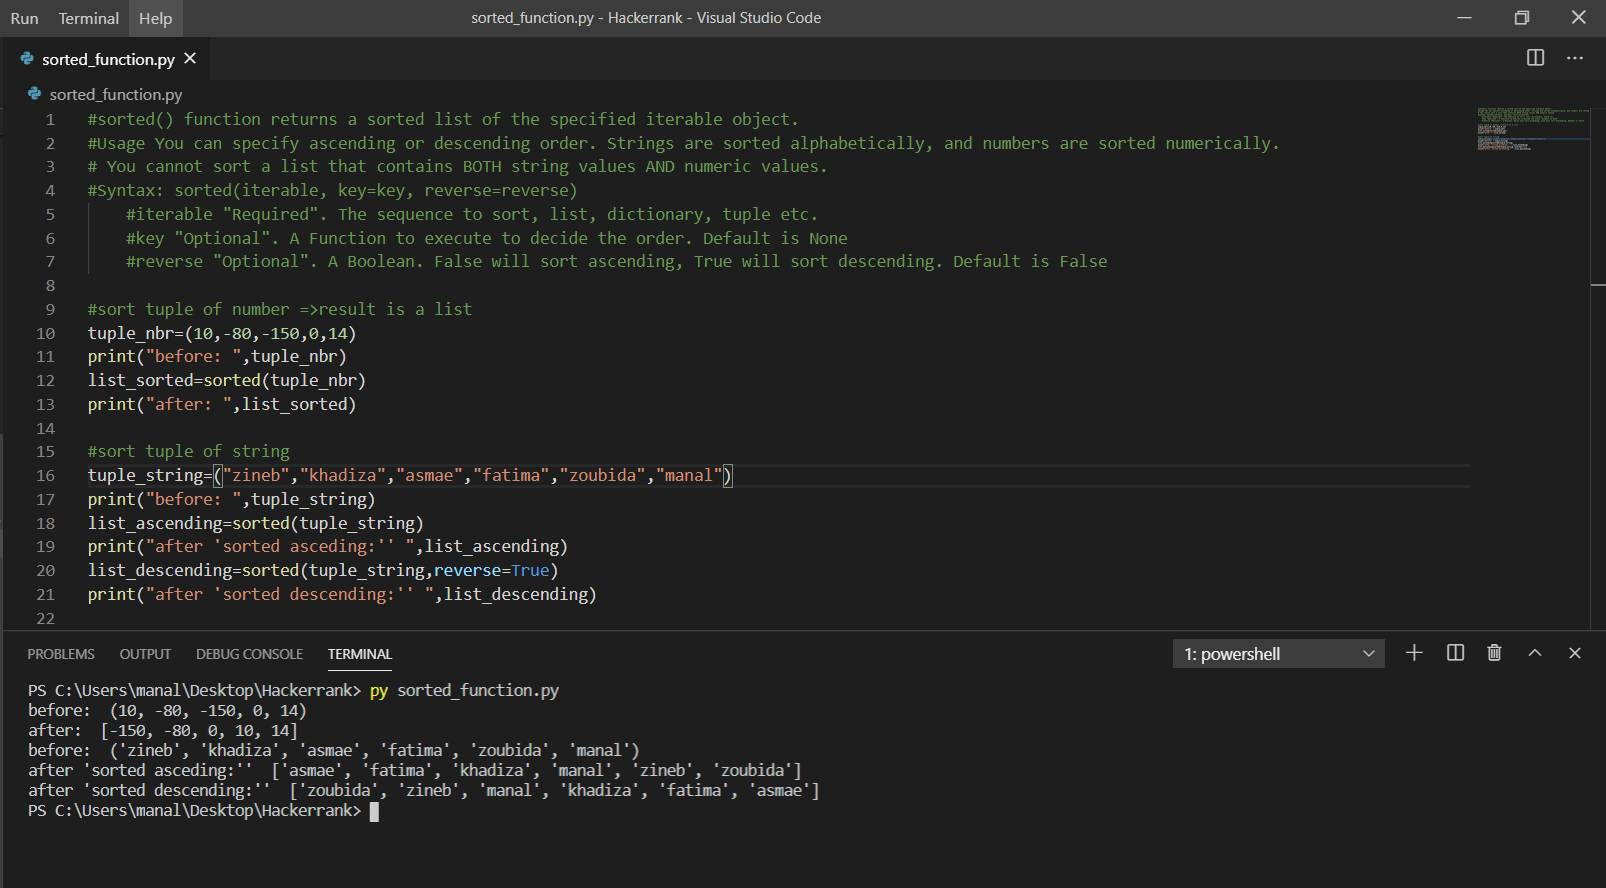 Run Terminal Help sorted_function.py - Hackerrank - Visual Studio Code
sorted_function.py
sorted_function.py
1 #sorted() function returns a sorted list of the specified iterable object.
2 #Usage You can specify ascending or descending order. Strings are sorted alphabetically, and numbers are sorted numerically.
3 # You cannot sort a list that contains BOTH string values AND numeric values.
4 #Syntax: sorted(iterable, key=key, reverse=reverse)
5 #iterable "Required". The sequence to sort, list, dictionary, tuple etc.
6 #key "Optional". A Function to execute to decide the order. Default is None
7 #reverse "Optional". A Boolean. False will sort ascending, True will sort descending. Default is False
8
9 #sort tuple of number =>result is a list
10 tuple_nbr=(10,-80,-150,0,14)
11 print("before: ",tuple_nbr)
12 list_sorted=sorted(tuple_nbr)
13 print("after: ",list_sorted)
14
15 #sort tuple of string
16 tuple_string=("zineb","khadiza","asmae","fatima","zoubida","manal")
17 print("before: ",tuple_string)
18 list_ascending=sorted(tuple_string)
19 print("after 'sorted asceding:'' ",list_ascending)
20 list_descending=sorted(tuple_string,reverse=True)
21 print("after 'sorted descending:'' ",list_descending)
22
PROBLEMS OUTPUT DEBUG CONSOLE TERMINAL 1: powershell
PS C:\Users\manal\Desktop\Hackerrank> py sorted_function.py
before:  (10, -80, -150, 0, 14)
after:  [-150, -80, 0, 10, 14]
before:  ('zineb', 'khadiza', 'asmae', 'fatima', 'zoubida', 'manal')
after 'sorted asceding:''  ['asmae', 'fatima', 'khadiza', 'manal', 'zineb', 'zoubida']
after 'sorted descending:''  ['zoubida', 'zineb', 'manal', 'khadiza', 'fatima', 'asmae']
PS C:\Users\manal\Desktop\Hackerrank>